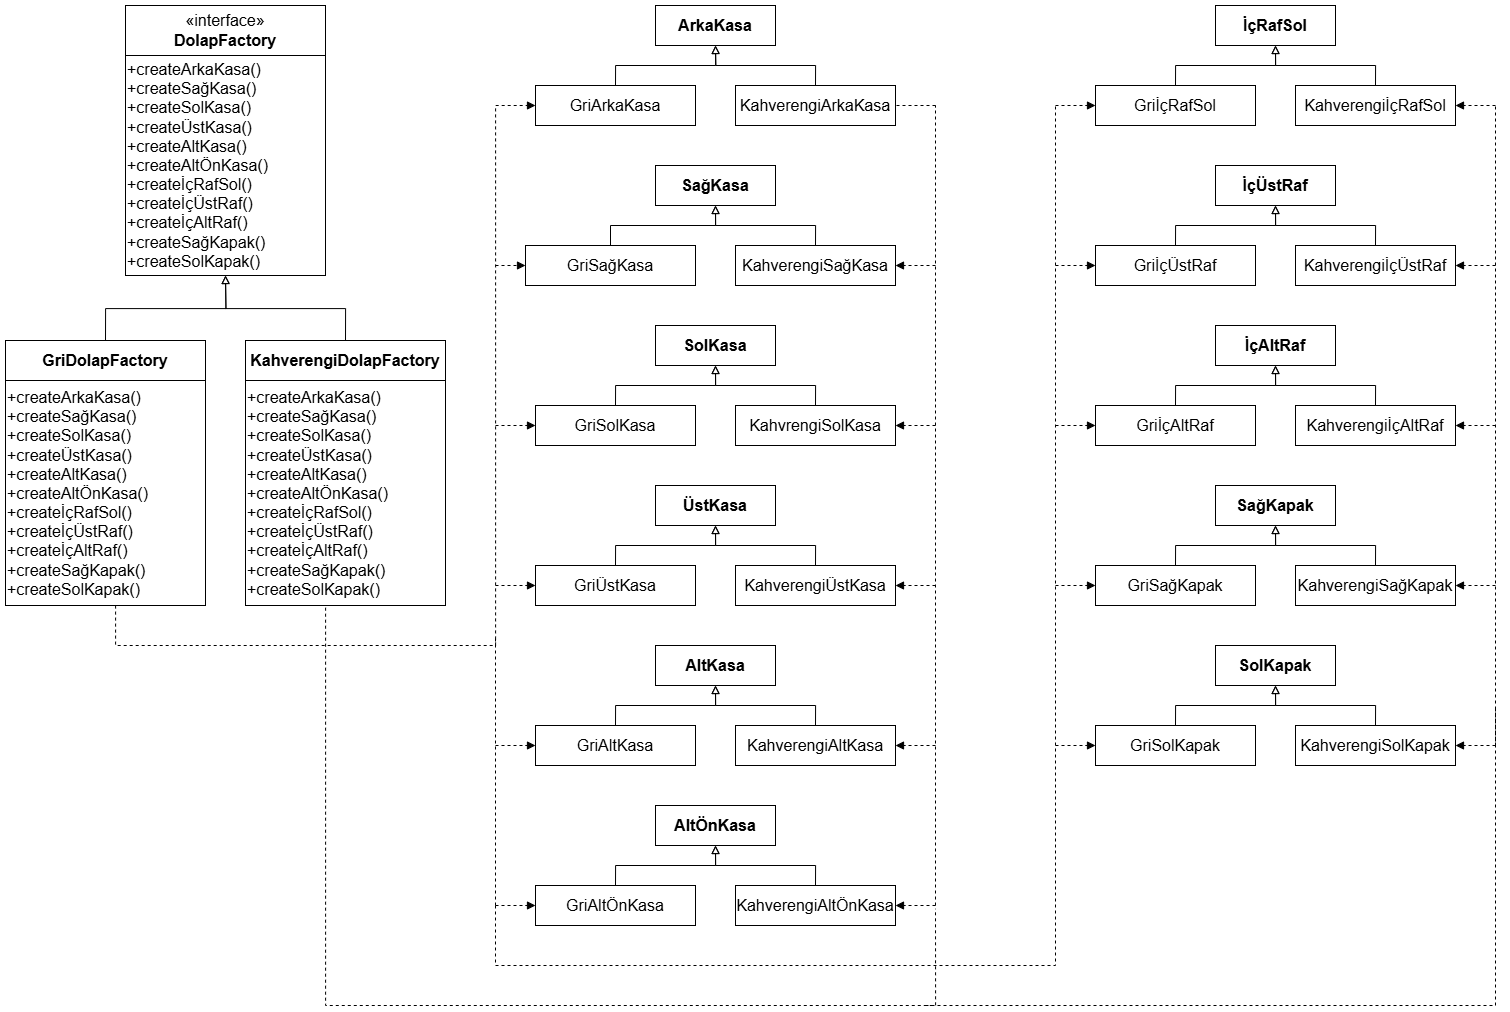 «interface»
DolapFactory
+createArkaKasa()
+createSağKasa()
+createSolKasa()
+createÜstKasa()
+createAltKasa()
+createAltÖnKasa()
+createİçRafSol()
+createİçÜstRaf()
+createİçAltRaf()
+createSağKapak()
+createSolKapak()
GriDolapFactory
+createArkaKasa()
+createSağKasa()
+createSolKasa()
+createÜstKasa()
+createAltKasa()
+createAltÖnKasa()
+createİçRafSol()
+createİçÜstRaf()
+createİçAltRaf()
+createSağKapak()
+createSolKapak()
KahverengiDolapFactory
+createArkaKasa()
+createSağKasa()
+createSolKasa()
+createÜstKasa()
+createAltKasa()
+createAltÖnKasa()
+createİçRafSol()
+createİçÜstRaf()
+createİçAltRaf()
+createSağKapak()
+createSolKapak()
ArkaKasa
GriArkaKasa
KahverengiArkaKasa
SağKasa
GriSağKasa
KahverengiSağKasa
SolKasa
GriSolKasa
KahvrengiSolKasa
ÜstKasa
GriÜstKasa
KahverengiÜstKasa
AltKasa
GriAltKasa
KahverengiAltKasa
AltÖnKasa
GriAltÖnKasa
KahverengiAltÖnKasa
İçRafSol
GriİçRafSol
KahverengiİçRafSol
İçÜstRaf
GriİçÜstRaf
KahverengiİçÜstRaf
İçAltRaf
GriİçAltRaf
KahverengiİçAltRaf
SağKapak
GriSağKapak
KahverengiSağKapak
SolKapak
GriSolKapak
KahverengiSolKapak